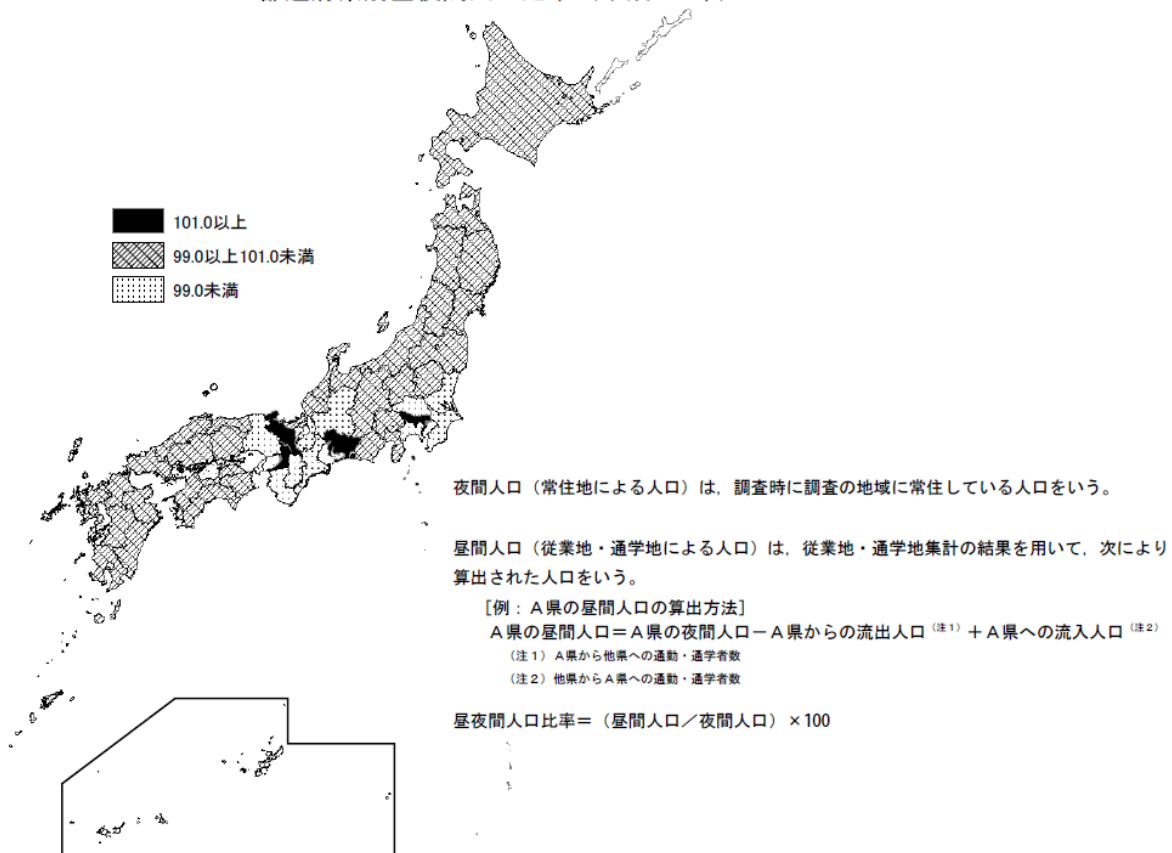 101.0以上
99.0以上101.0未満
99.0未満
夜間人口（常住地による人口）は，調査時に調査の地域に常住している人口をいう。
昼間人口（従業地・通学地による人口）は，従業地・通学地集計の結果を用いて，次により
算出された人口をいう。
［例：Ａ県の昼間人口の算出方法］
Ａ県の昼間人口＝Ａ県の夜間人口－Ａ県からの流出人口（注1）＋Ａ県への流入人口（注2）
（注１）Ａ県から他県への通勤・通学者数
（注２）他県からＡ県への通勤・通学者数
昼夜間人口比率＝（昼間人口／夜間人口）×100